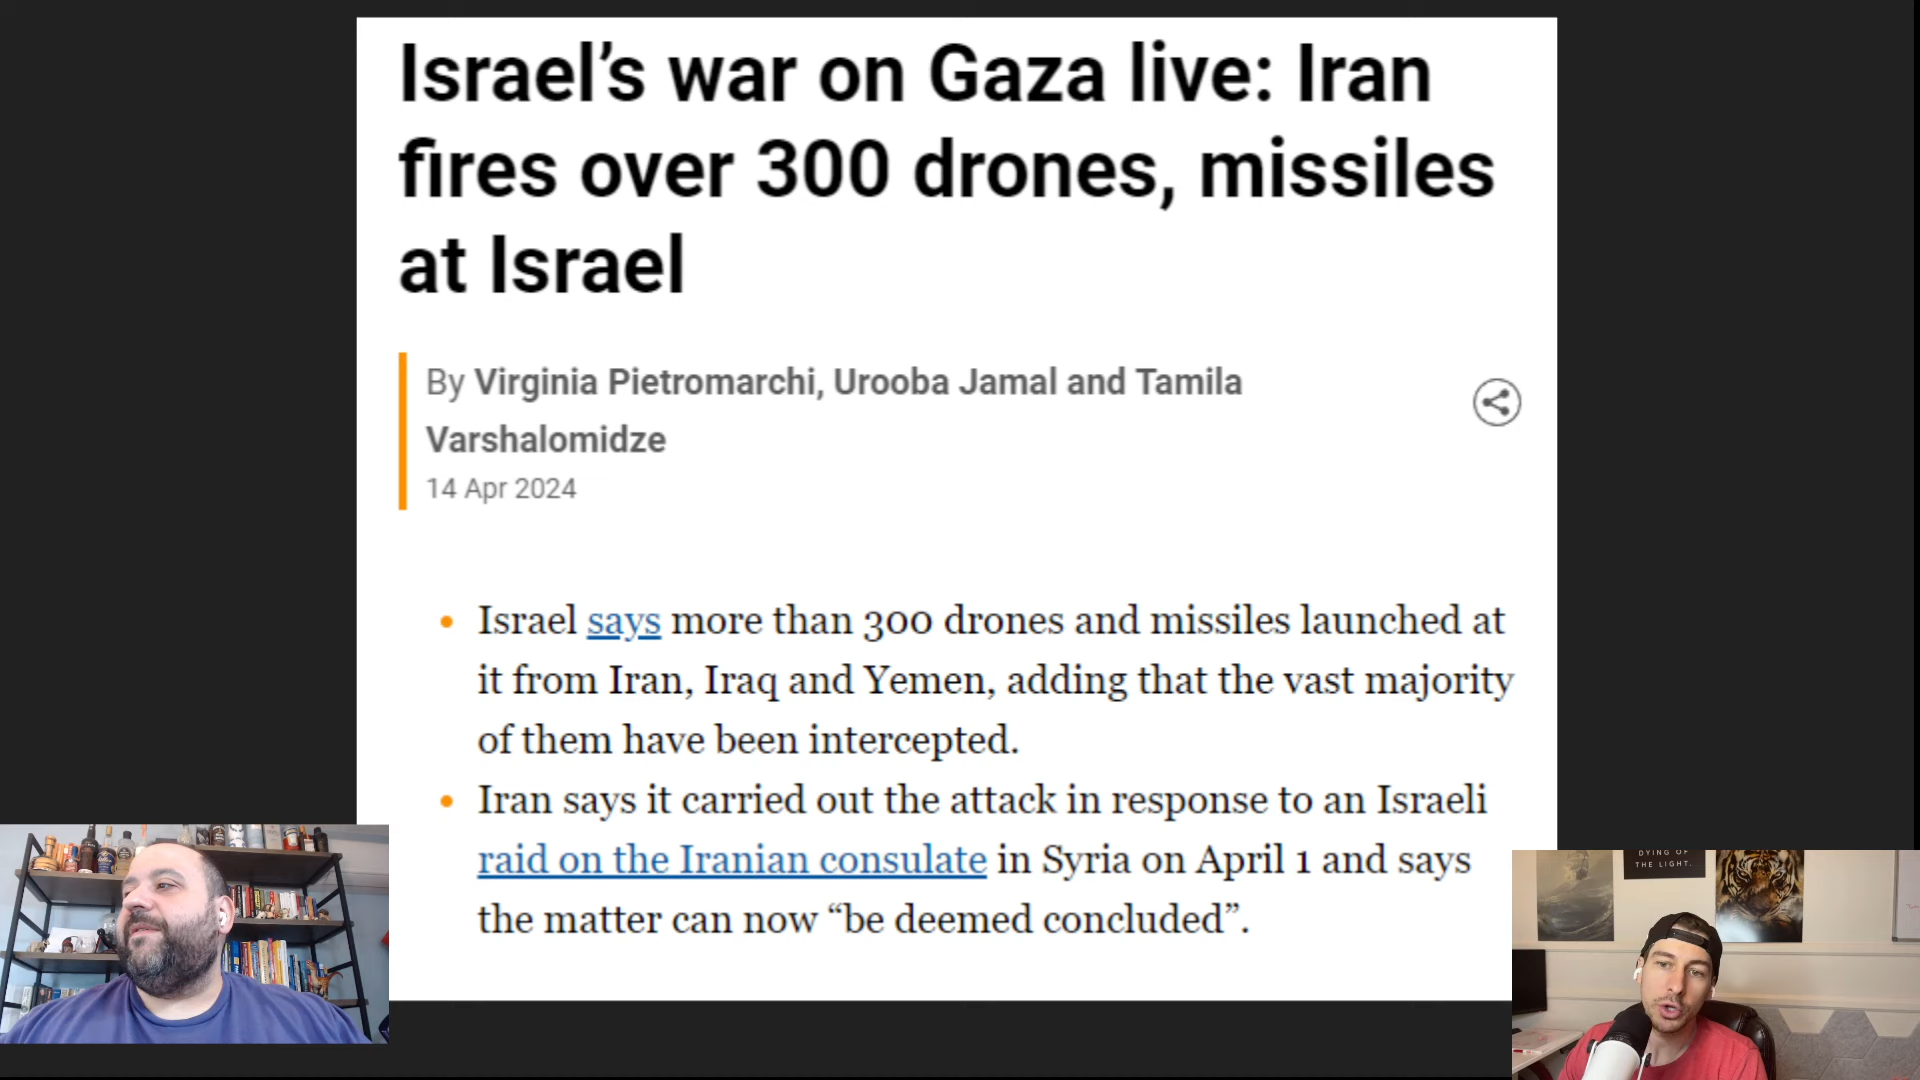 Israel’s war on Gaza live: Iran
fires over 300 drones, missiles
at Israel
By Virginia Pietromarchi, Urooba Jamal and Tamila
Varshalomidze
14 Apr 2024
• Israel says more than 300 drones and missiles launched at
it from Iran, Iraq and Yemen, adding that the vast majority
of them have been intercepted.
• Iran says it carried out the attack in response to an Israeli
raid on the Iranian consulate in Syria on April 1 and says
the matter can now “be deemed concluded”.
DYING OF
THE LIGHT.